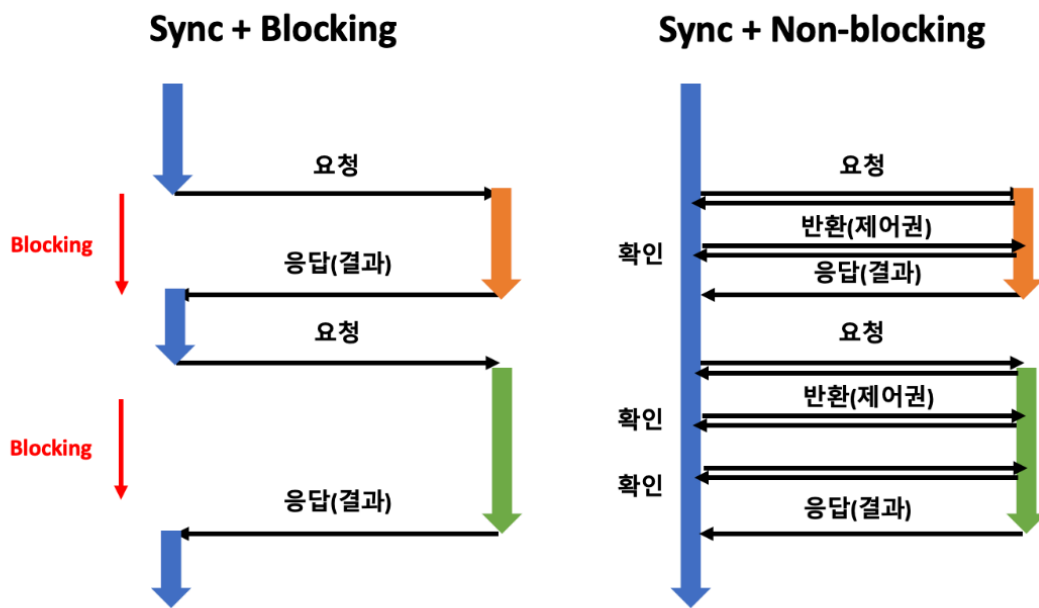 Sync + Blocking
요청
Blocking
응답(결과)
요청
Blocking
응답(결과)
Sync + Non-blocking
요청
반환(제어권)
확인
응답(결과)
요청
반환(제어권)
확인
확인
응답(결과)